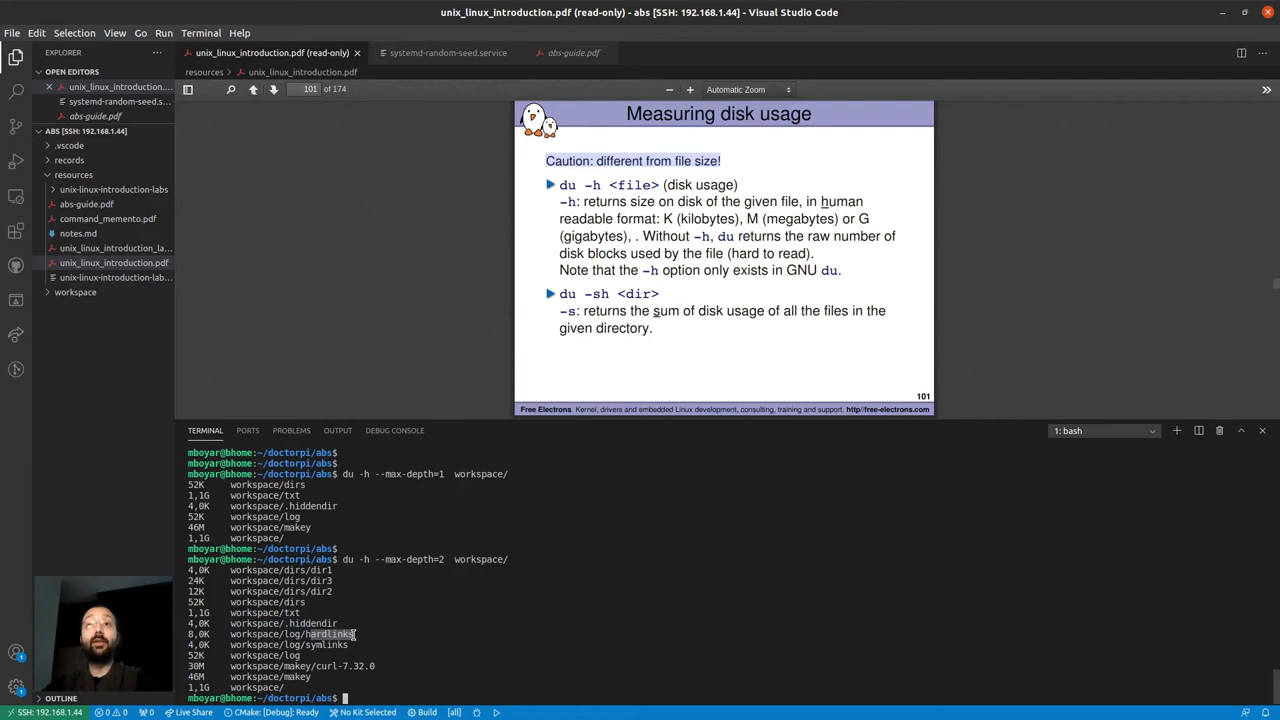 unix_linux_introduction.pdf (read-only) - abs [SSH: 192.168.1.44] - Visual Studio Code
File Edit Selection View Go Run Terminal Help
EXPLORER
OPEN EDITORS
unix_linux_introduction....
systemd-random-seed.s...
abs-guide.pdf
ABS [SSH: 192.168.1.44]
.vscode
records
resources
unix-linux-introduction-labs
abs-guide.pdf
command_memento.pdf
notes.md
unix_linux_introduction_la...
unix_linux_introduction.pdf
unix-linux-introduction-lab...
workspace
OUTLINE
unix_linux_introduction.pdf (read-only)
systemd-random-seed.service
abs-guide.pdf
resources > unix_linux_introduction.pdf
101 of 174
Automatic Zoom
Measuring disk usage
Caution: different from file size!
du -h <file> (disk usage)
-h: returns size on disk of the given file, in human
readable format: K (kilobytes), M (megabytes) or G
(gigabytes), . Without -h, du returns the raw number of
disk blocks used by the file (hard to read).
Note that the -h option only exists in GNU du.
du -sh <dir>
-s: returns the sum of disk usage of all the files in the
given directory.
101
Free Electrons. Kernel, drivers and embedded Linux development, consulting, training and support. http//free-electrons.com
TERMINAL PORTS PROBLEMS OUTPUT DEBUG CONSOLE
1: bash
mboyar@bhome:~/doctorpi/abs$
mboyar@bhome:~/doctorpi/abs$
mboyar@bhome:~/doctorpi/abs$ du -h --max-depth=1  workspace/
52K workspace/dirs
1,1G workspace/txt
4,0K workspace/.hiddendir
52K workspace/log
46M workspace/makey
1,1G workspace/
mboyar@bhome:~/doctorpi/abs$
mboyar@bhome:~/doctorpi/abs$ du -h --max-depth=2  workspace/
4,0K workspace/dirs/dir1
24K workspace/dirs/dir3
12K workspace/dirs/dir2
52K workspace/dirs
1,1G workspace/txt
4,0K workspace/.hiddendir
8,0K workspace/log/hardlinks
4,0K workspace/log/symlinks
52K workspace/log
30M workspace/makey/curl-7.32.0
46M workspace/makey
1,1G workspace/
mboyar@bhome:~/doctorpi/abs$
SSH: 192.168.1.44 0 0 0 Live Share CMake: [Debug]: Ready No Kit Selected Build [all]